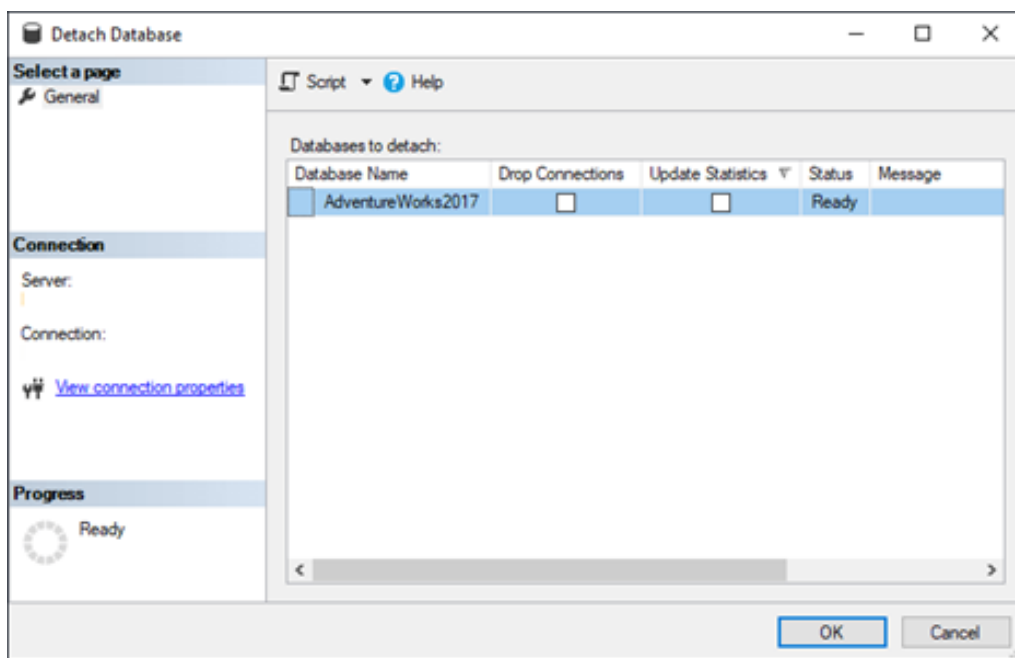 Detach Database
Select a page
General
Script Help
Databases to detach:
Database Name Drop Connections Update Statistics Status Message
AdventureWorks2017 Ready
Connection
Server:
Connection:
View connection properties
Progress
Ready
OK Cancel